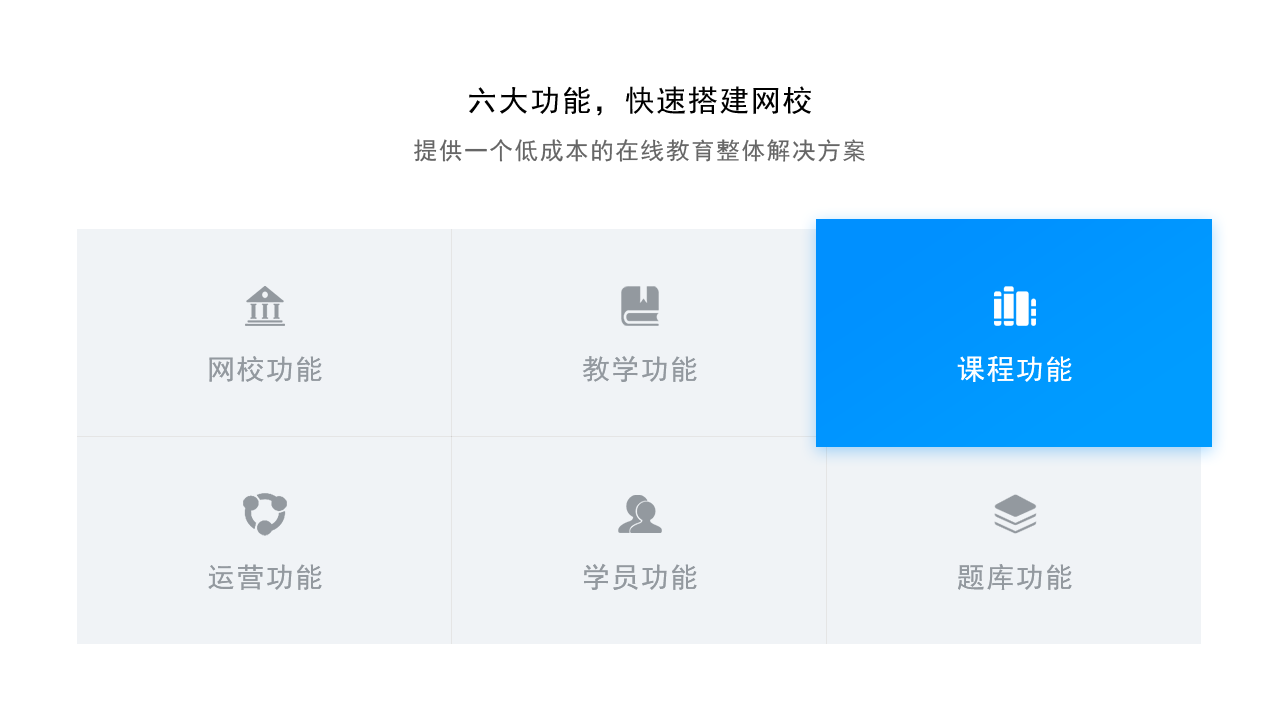 六大功能，快速搭建网校
提供一个低成本的在线教育整体解决方案
网校功能
教学功能
课程功能
运营功能
学员功能
题库功能